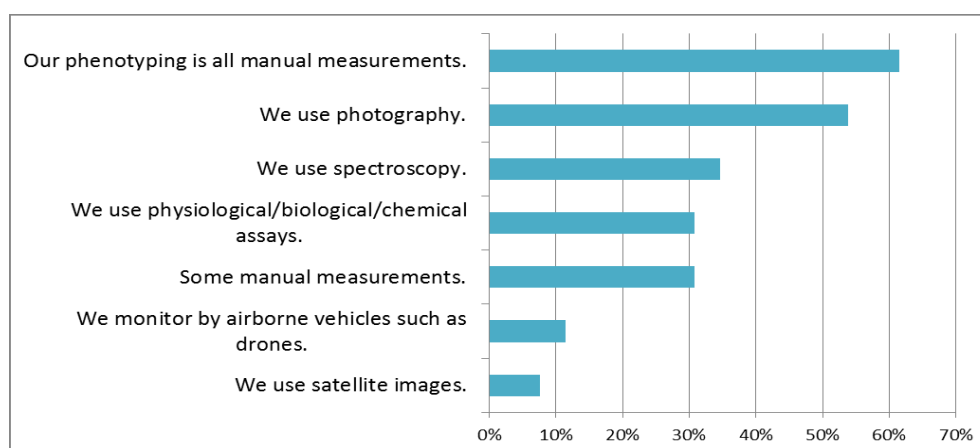 Our phenotyping is all manual measurements.
We use photography.
We use spectroscopy.
We use physiological/biological/chemical
assays.
Some manual measurements.
We monitor by airborne vehicles such as
drones.
We use satellite images.
0% 10% 20% 30% 40% 50% 60% 70%